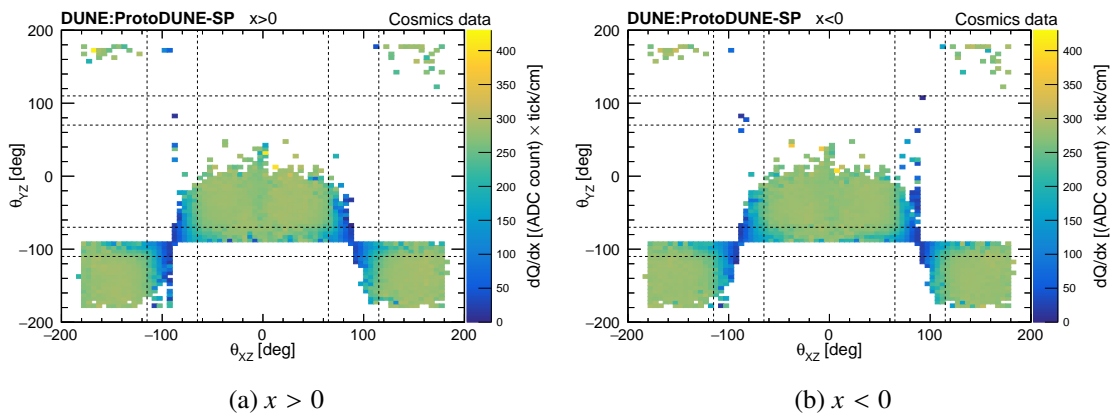 DUNE:ProtoDUNE-SP x>0 Cosmics data
200
100
0
−100
−200
θYZ [deg]
−200 −100 0 100 200
θXZ [deg]
400
350
300
250
200
150
100
50
0
dQ/dx [(ADC count) × tick/cm]
(a) x > 0
DUNE:ProtoDUNE-SP x<0 Cosmics data
200
100
0
−100
−200
θYZ [deg]
−200 −100 0 100 200
θXZ [deg]
400
350
300
250
200
150
100
50
0
dQ/dx [(ADC count) × tick/cm]
(b) x < 0